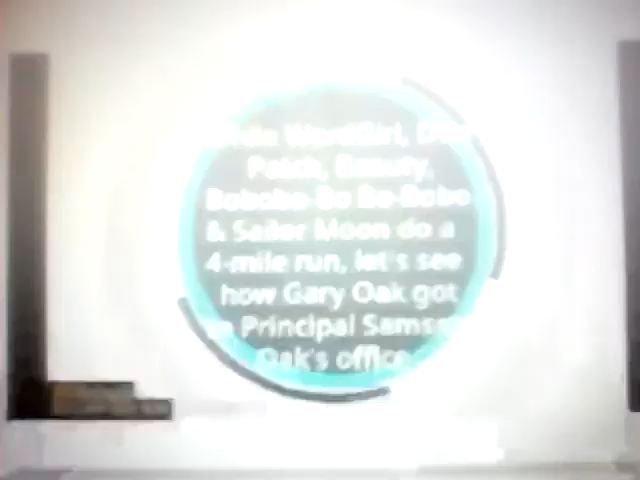 WordGirl,
Patch, Beauty,
Bobobo-Bo Bo-Bobo
& Sailor Moon do a
4-mile run, let's see
how Gary Oak got
Principal
Oak's office